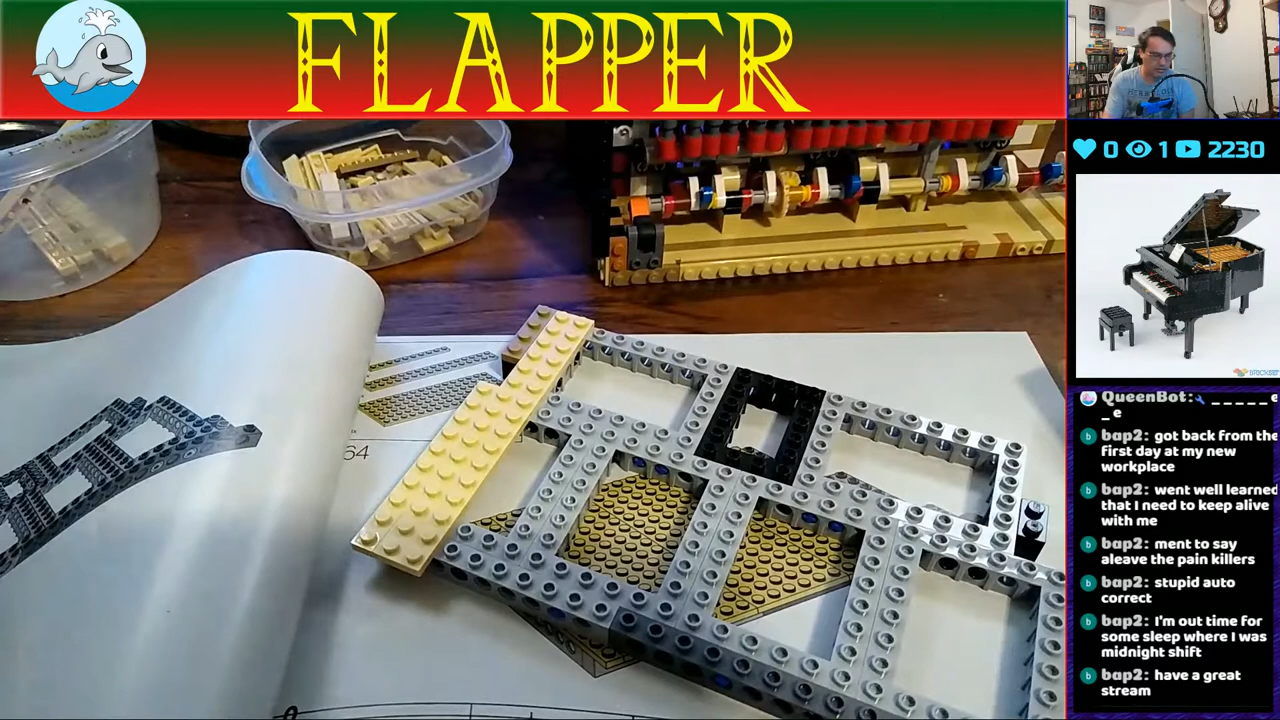 FLAPPER
0 1 2230
QueenBot: _ _ _ _ _ e
_ e
bap2: got back from the
first day at my new
workplace
bap2: went well learned
that I need to keep alive
with me
bap2: ment to say
aleave the pain killers
bap2: stupid auto
correct
bap2: I'm out time for
some sleep where I was
midnight shift
bap2: have a great
stream
64